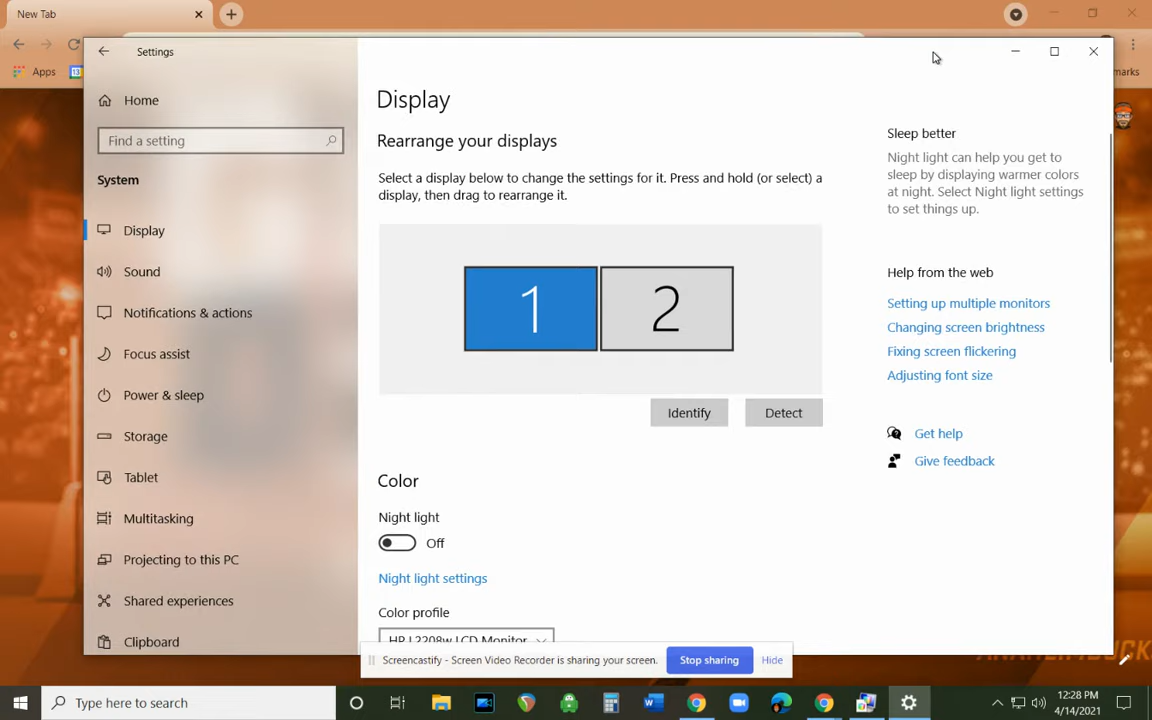 New Tab
Apps
13
marks
Settings
Home
Find a setting
System
Display
Sound
Notifications & actions
Focus assist
Power & sleep
Storage
Tablet
Multitasking
Projecting to this PC
Shared experiences
Clipboard
Display
Rearrange your displays
Select a display below to change the settings for it. Press and hold (or select) a
display, then drag to rearrange it.
1
2
Identify
Detect
Color
Night light
Off
Night light settings
Color profile
HP L2208w LCD Monitor
Sleep better
Night light can help you get to
sleep by displaying warmer colors
at night. Select Night light settings
to set things up.
Help from the web
Setting up multiple monitors
Changing screen brightness
Fixing screen flickering
Adjusting font size
Get help
Give feedback
Screencastify - Screen Video Recorder is sharing your screen.
Stop sharing
Hide
Type here to search
12:28 PM
4/14/2021